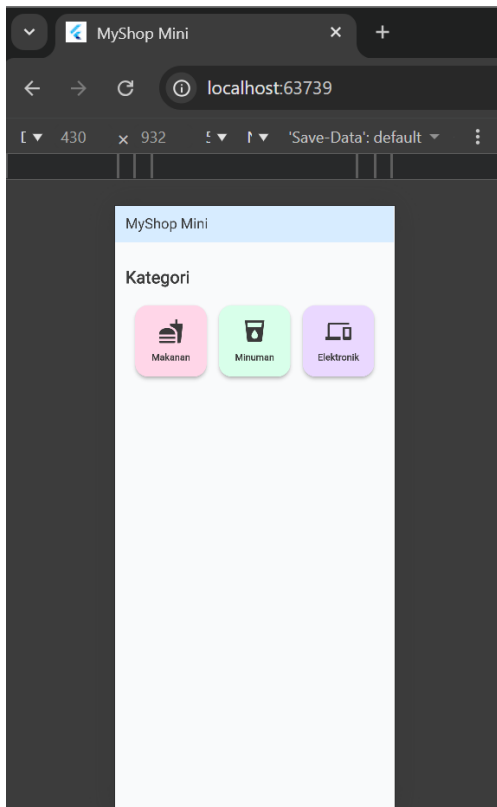 MyShop Mini
localhost:63739
430 × 932 'Save-Data': default
MyShop Mini
Kategori
Makanan Minuman Elektronik